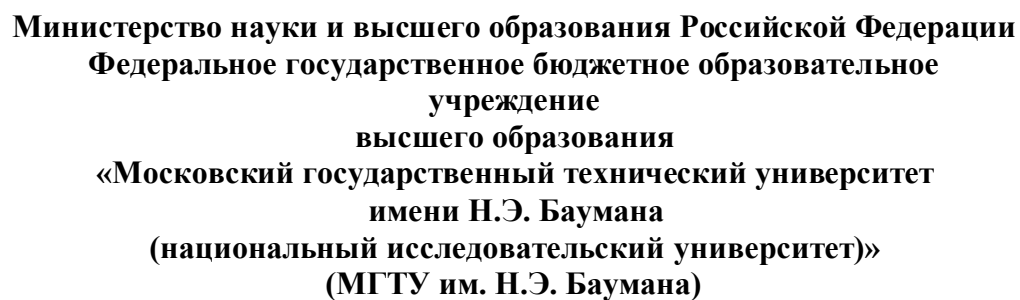 Министерство науки и высшего образования Российской Федерации
Федеральное государственное бюджетное образовательное
учреждение
высшего образования
«Московский государственный технический университет
имени Н.Э. Баумана
(национальный исследовательский университет)»
(МГТУ им. Н.Э. Баумана)